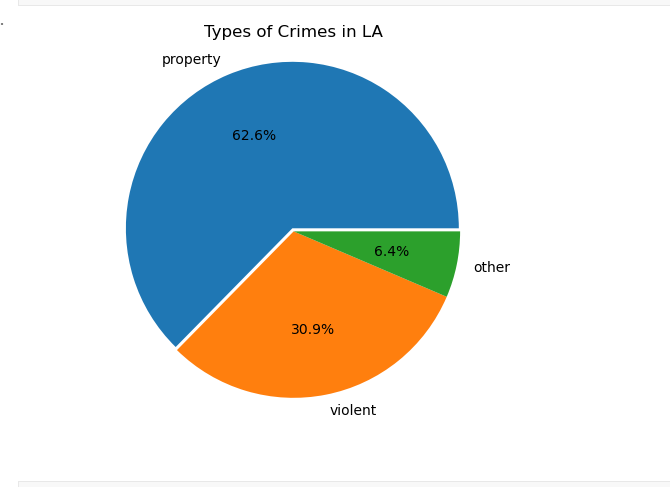 Types of Crimes in LA
property
62.6%
6.4%
other
30.9%
violent